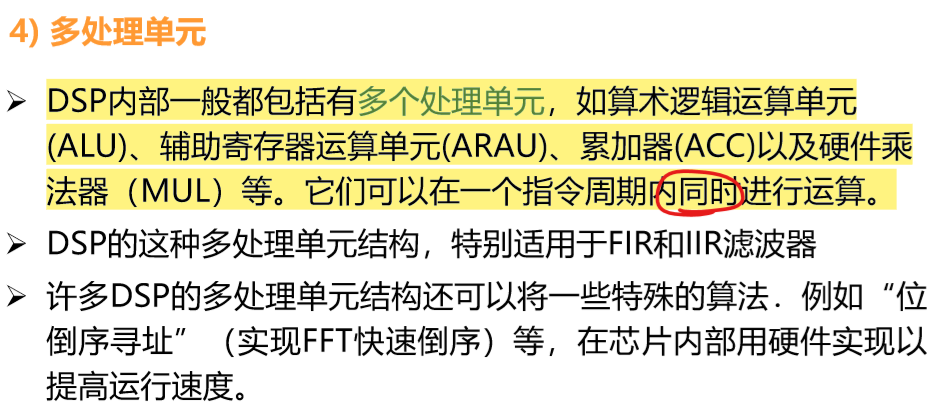 4) 多处理单元
➢ DSP内部一般都包括有多个处理单元，如算术逻辑运算单元
(ALU)、辅助寄存器运算单元(ARAU)、累加器(ACC)以及硬件乘
法器（MUL）等。它们可以在一个指令周期内同时进行运算。
➢ DSP的这种多处理单元结构，特别适用于FIR和IIR滤波器
➢ 许多DSP的多处理单元结构还可以将一些特殊的算法．例如“位
倒序寻址”（实现FFT快速倒序）等，在芯片内部用硬件实现以
提高运行速度。